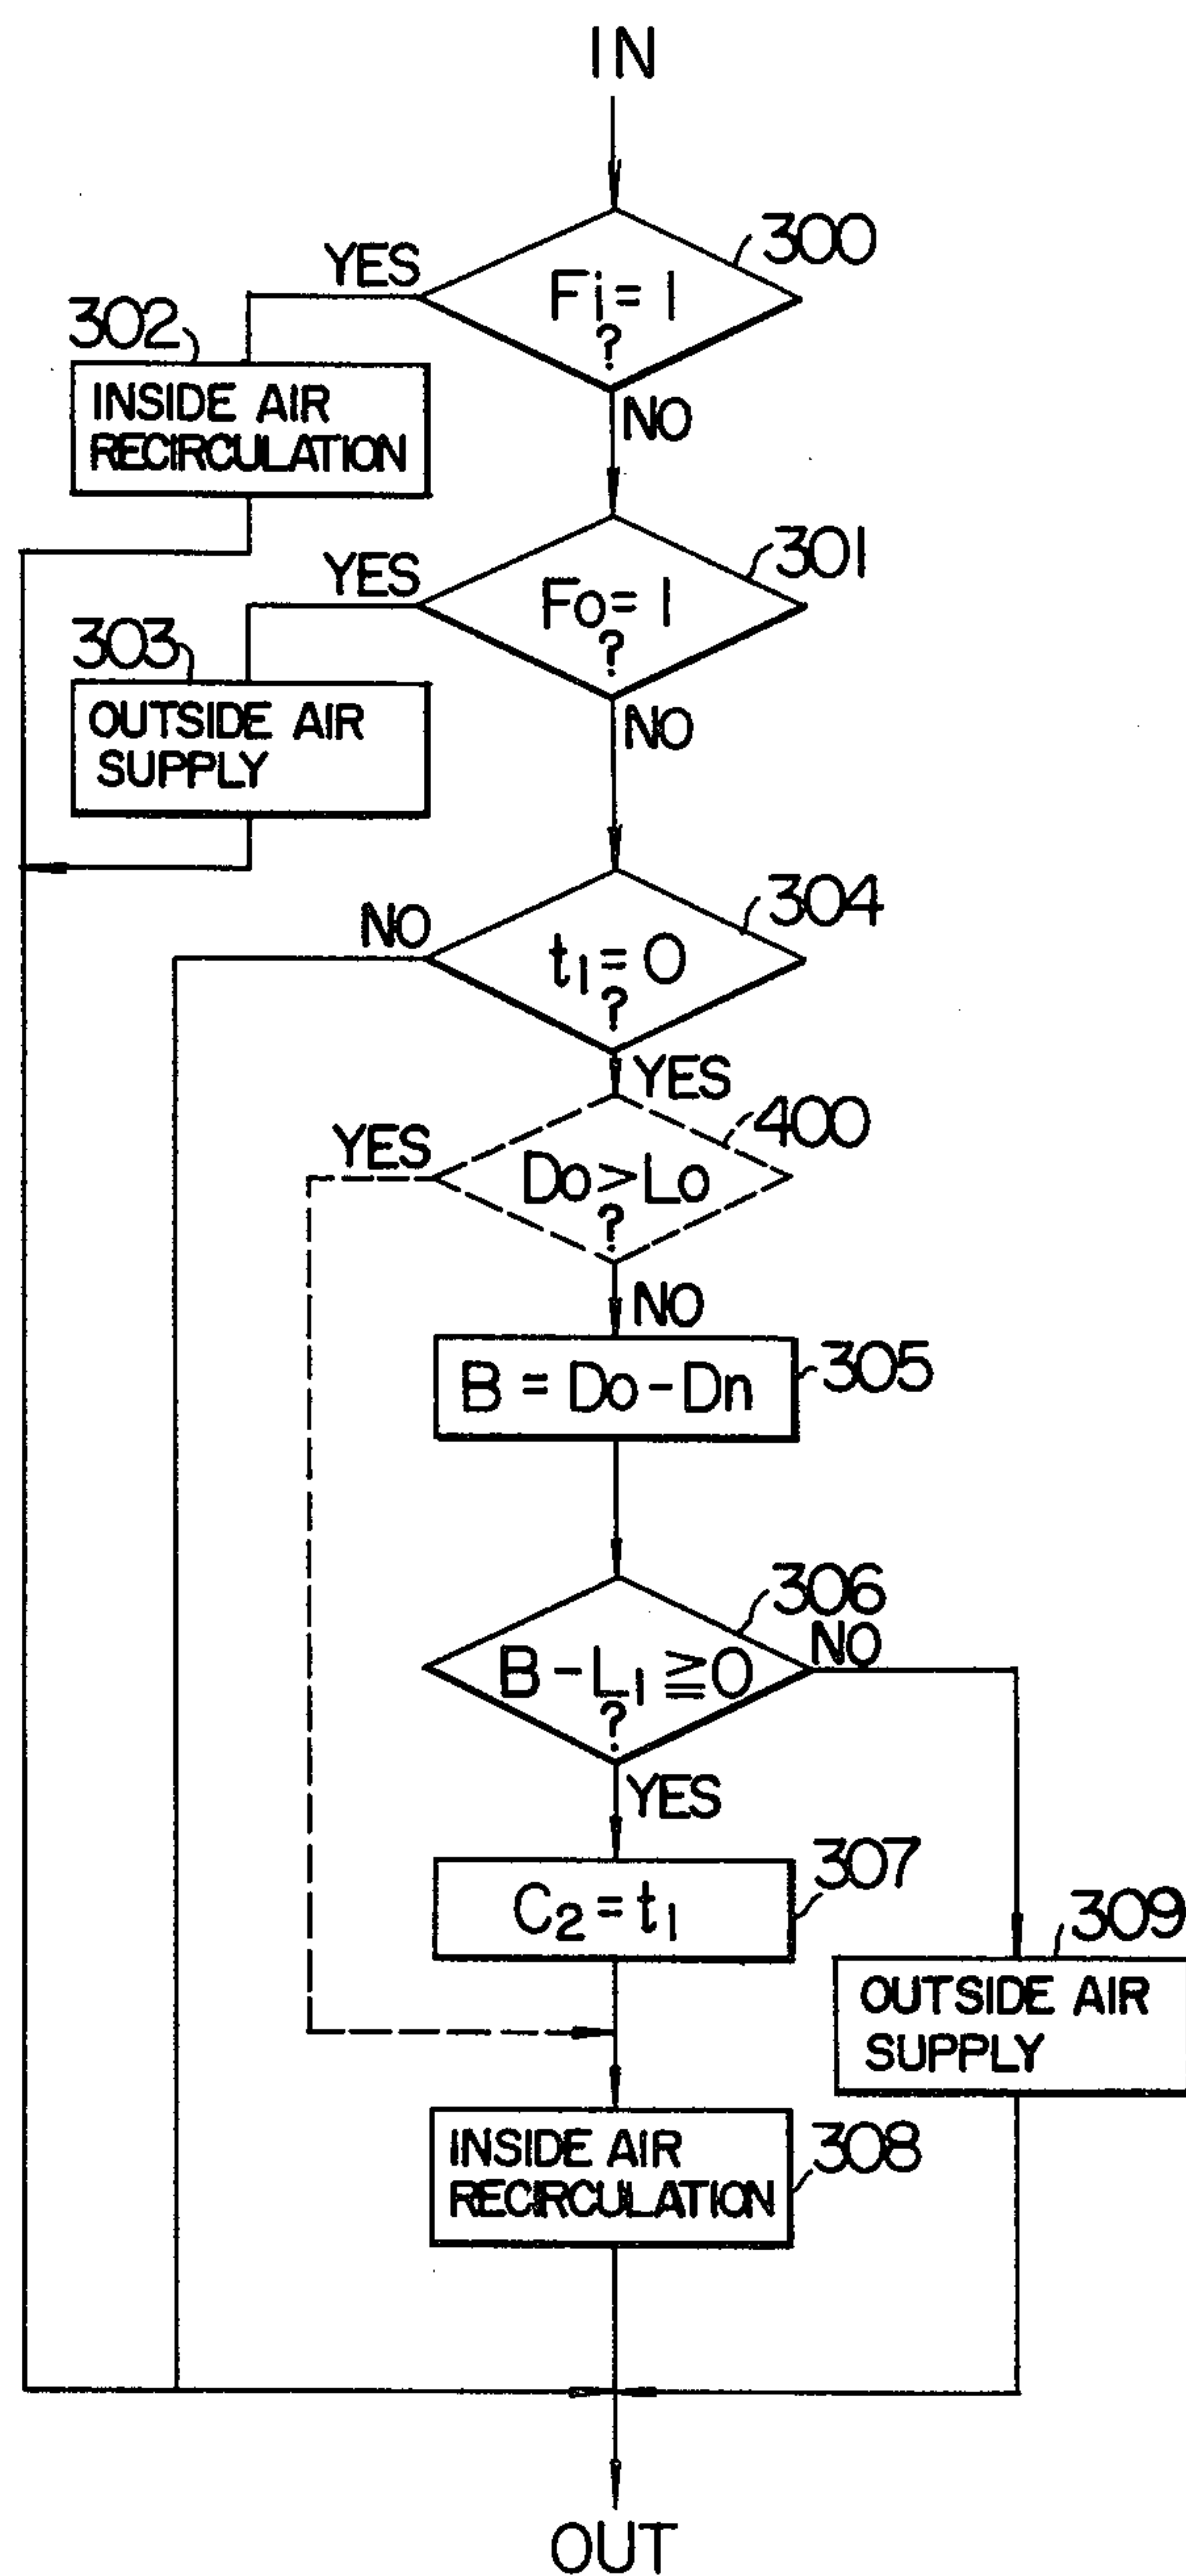 IN
300
YES
Fi = 1
?
302
INSIDE AIR
RECIRCULATION
NO
301
YES
Fo = 1
?
303
OUTSIDE AIR
SUPPLY
NO
304
NO
t1 = 0
?
YES
400
YES
Do > Lo
?
NO
305
B = Do - Dn
306
NO
B - L1 ≧ 0
?
YES
307
C2 = t1
309
OUTSIDE AIR
SUPPLY
308
INSIDE AIR
RECIRCULATION
OUT